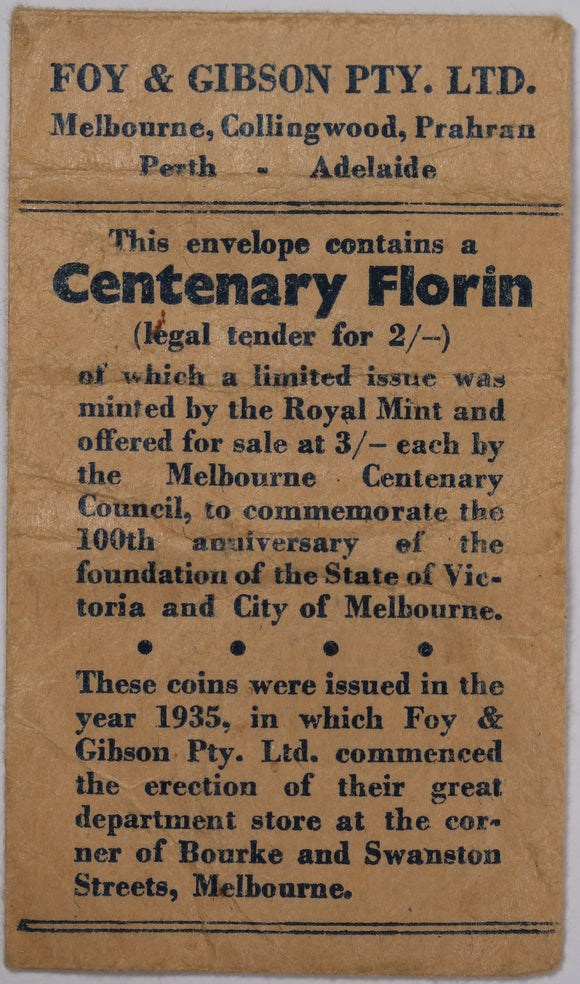 FOY & GIBSON PTY. LTD.
Melbourne, Collingwood, Prahran
Perth - Adelaide
This envelope contains a
Centenary Florin
(legal tender for 2/--)
of which a limited issue was
minted by the Royal Mint and
offered for sale at 3/– each by
the Melbourne Centenary
Council, to commemorate the
100th anniversary of the
foundation of the State of Vic-
toria and City of Melbourne.
• • • •
These coins were issued in the
year 1935, in which Foy &
Gibson Pty. Ltd. commenced
the erection of their great
department store at the cor-
ner of Bourke and Swanston
Streets, Melbourne.